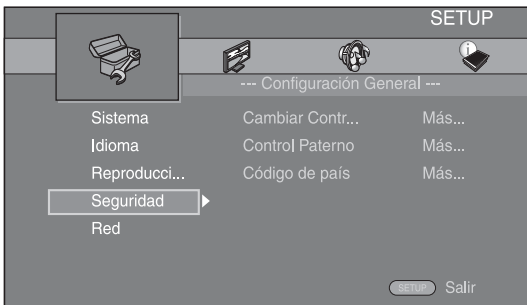 SETUP
--- Configuración General ---
Sistema Cambiar Contr... Más...
Idioma Control Paterno Más...
Reproducci... Código de país Más...
Seguridad
Red
SETUP Salir